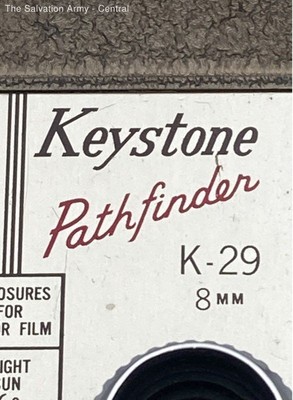 The Salvation Army - Central
Keystone
Pathfinder
K-29
8MM
OSURES
FOR
R FILM
IGHT
SUN